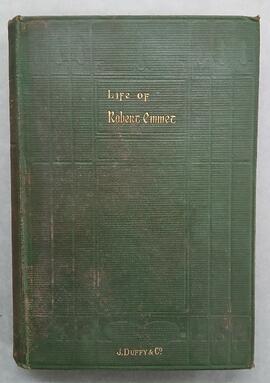 Life of
Robert Emmet
J. Duffy & Co.